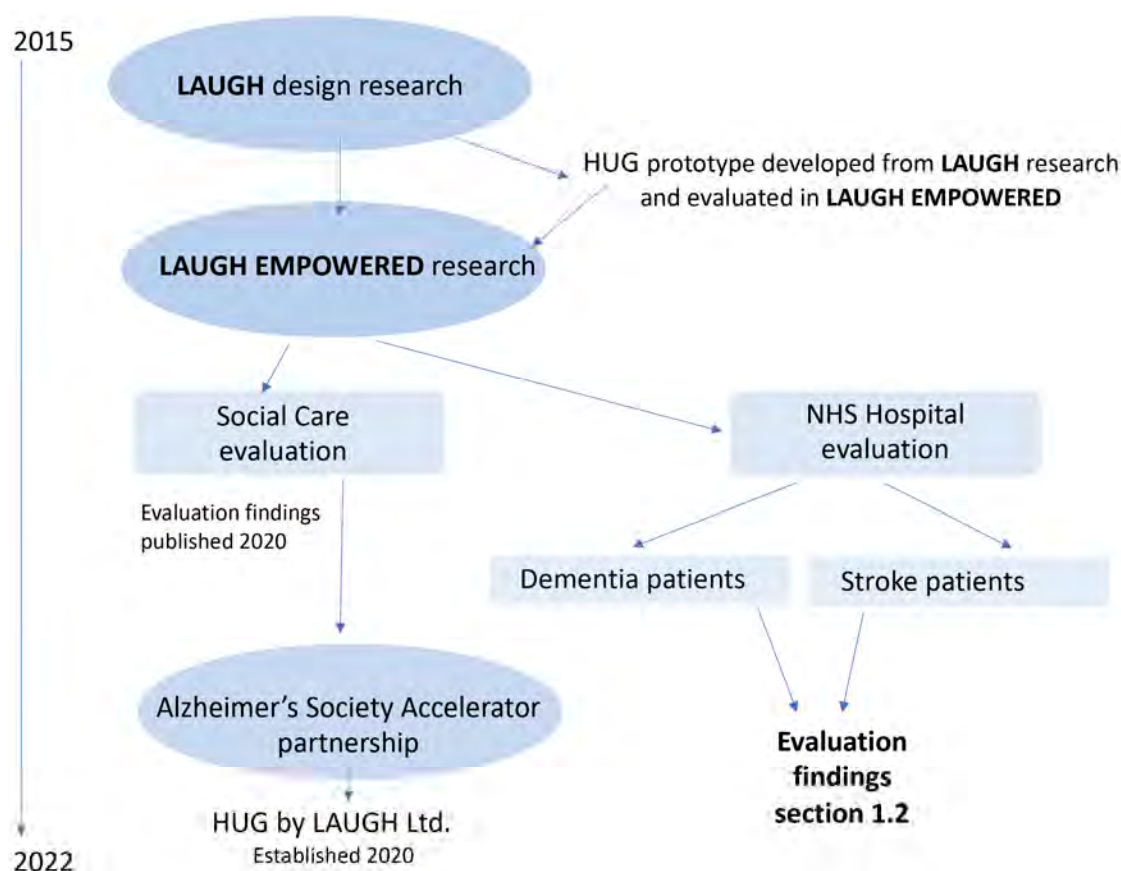 2015
LAUGH design research
HUG prototype developed from LAUGH research
and evaluated in LAUGH EMPOWERED
LAUGH EMPOWERED research
Social Care
evaluation
NHS Hospital
evaluation
Evaluation findings
published 2020
Dementia patients
Stroke patients
Alzheimer's Society Accelerator
partnership
Evaluation
findings
section 1.2
HUG by LAUGH Ltd.
Established 2020
2022